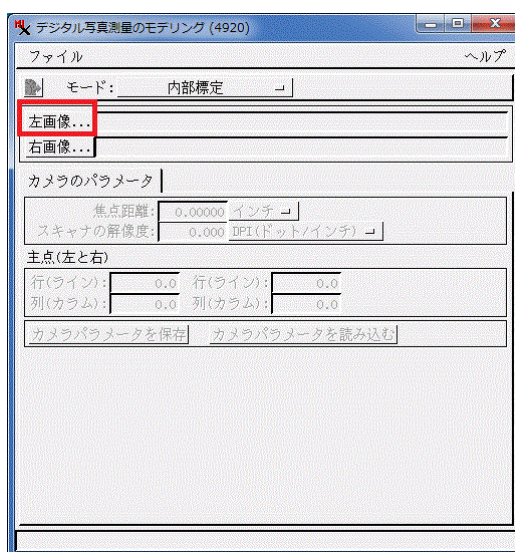 デジタル写真測量のモデリング (4920)
ファイル ヘルプ
モード: 内部標定
左画像...
右画像...
カメラのパラメータ
焦点距離: 0.00000 インチ
スキャナの解像度: 0.000 DPI(ドット/インチ)
主点(左と右)
行(ライン): 0.0 行(ライン): 0.0
列(カラム): 0.0 列(カラム): 0.0
カメラパラメータを保存 カメラパラメータを読み込む